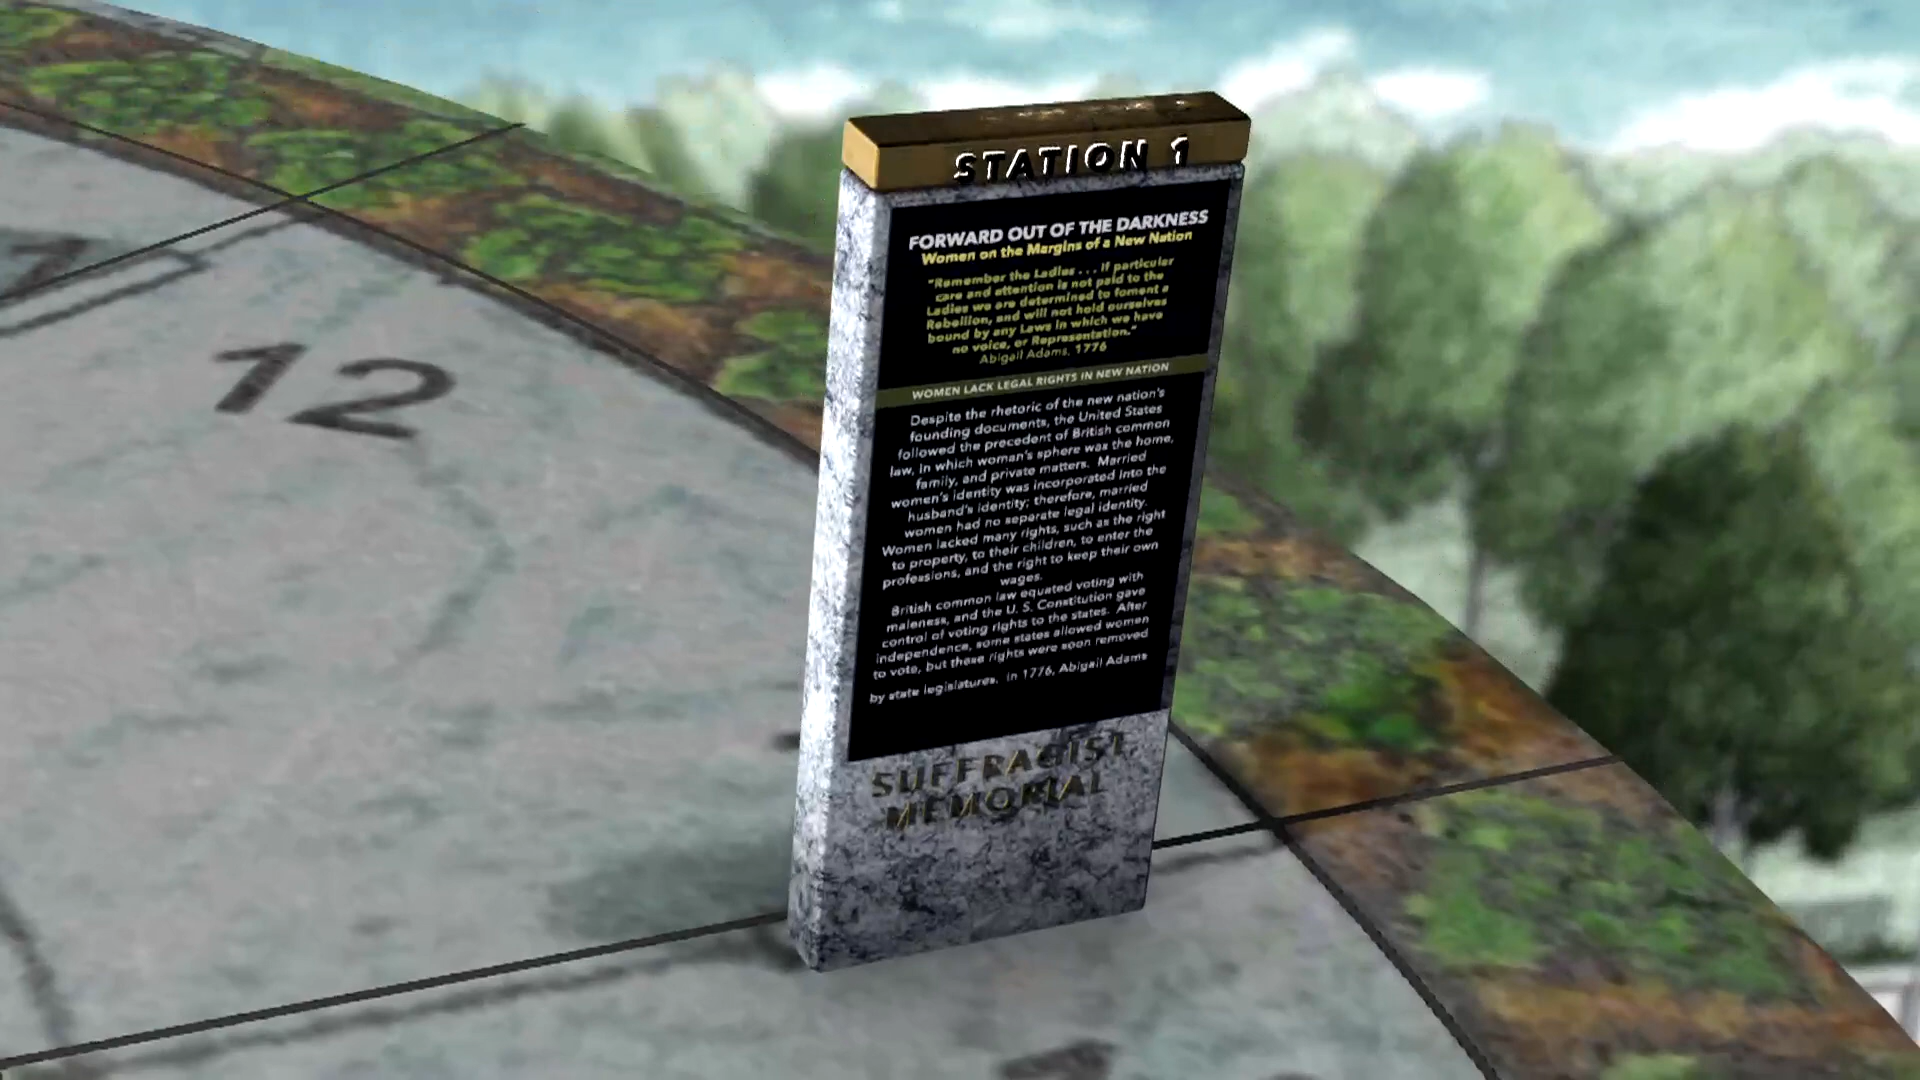 12
STATION 1
FORWARD OUT OF THE DARKNESS
Women on the Margins of a New Nation
"Remember the Ladies . . . If particular
care and attention is not paid to the
Ladies we are determined to foment a
Rebellion, and will not hold ourselves
bound by any Laws in which we have
no voice, or Representation."
Abigail Adams, 1776
WOMEN LACK LEGAL RIGHTS IN NEW NATION
Despite the rhetoric of the new nation's
founding documents, the United States
followed the precedent of British common
law, in which woman's sphere was the home,
family, and private matters. Married
women's identity was incorporated into the
husband's identity; therefore, married
women had no separate legal identity.
Women lacked many rights, such as the right
to property, to their children, to enter the
professions, and the right to keep their own
wages.
British common law equated voting with
maleness, and the U. S. Constitution gave
control of voting rights to the states. After
independence, some states allowed women
to vote, but these rights were soon removed
by state legislatures. In 1776, Abigail Adams
SUFFRAGIST
MEMORIAL